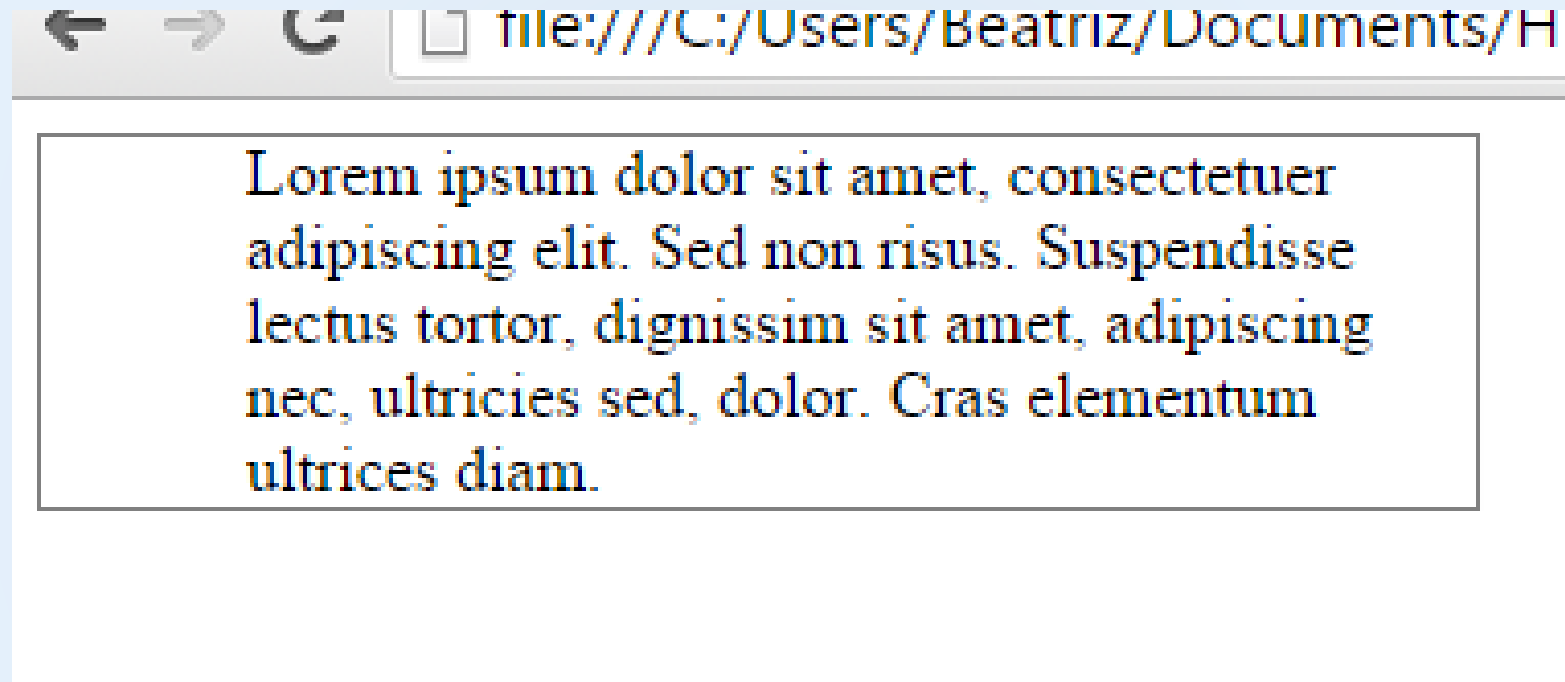 file:///C:/Users/Beatriz/Documents/H
Lorem ipsum dolor sit amet, consectetuer
adipiscing elit. Sed non risus. Suspendisse
lectus tortor, dignissim sit amet, adipiscing
nec, ultricies sed, dolor. Cras elementum
ultrices diam.